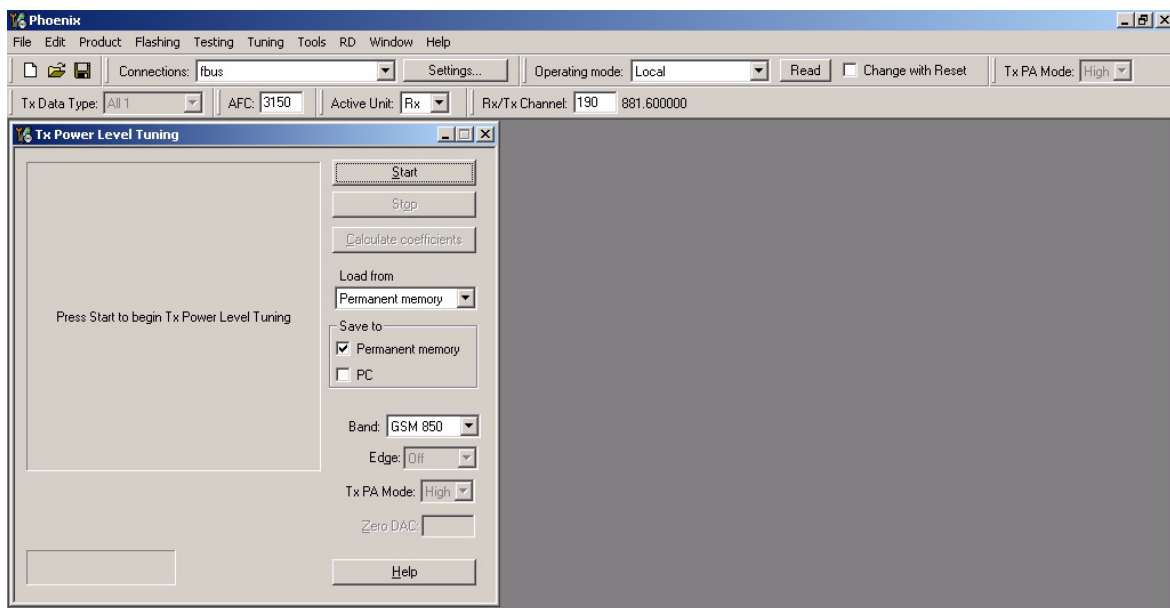 Phoenix
File Edit Product Flashing Testing Tuning Tools RD Window Help
Connections: fbus Settings... Operating mode: Local Read Change with Reset Tx PA Mode: High
Tx Data Type: All 1 AFC: 3150 Active Unit: Rx Rx/Tx Channel: 190 881.600000
Tx Power Level Tuning
Start
Stop
Calculate coefficients
Load from
Permanent memory
Press Start to begin Tx Power Level Tuning
Save to
Permanent memory
PC
Band: GSM 850
Edge: Off
Tx PA Mode: High
Zero DAC:
Help